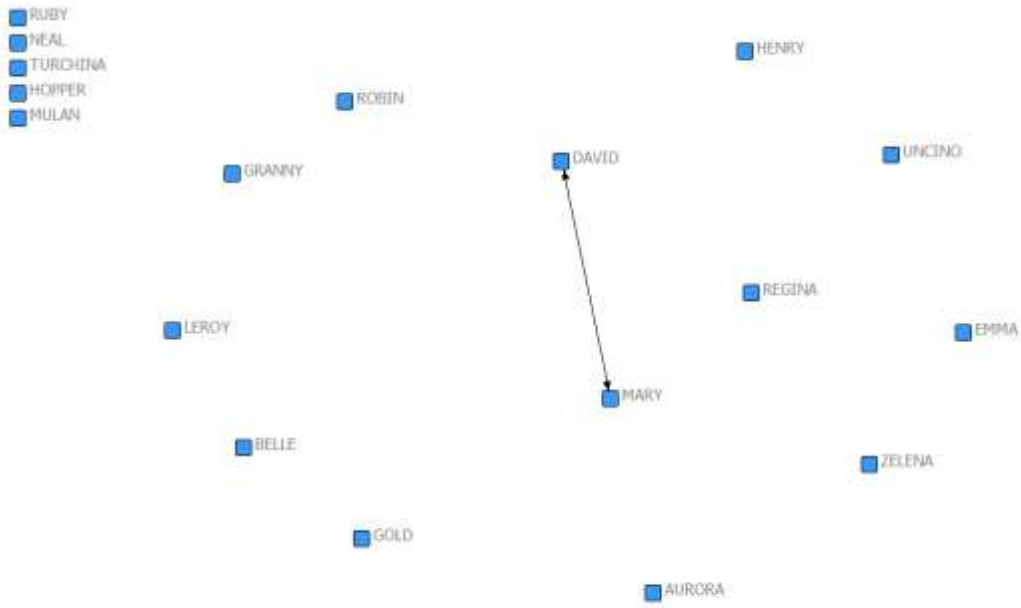 RUBY
NEAL
TURCHINA
HOPPER
MULAN
HENRY
ROBIN
DAVID
UNCINO
GRANNY
REGINA
LEROY
EMMA
MARY
BELLE
ZELENA
GOLD
AURORA